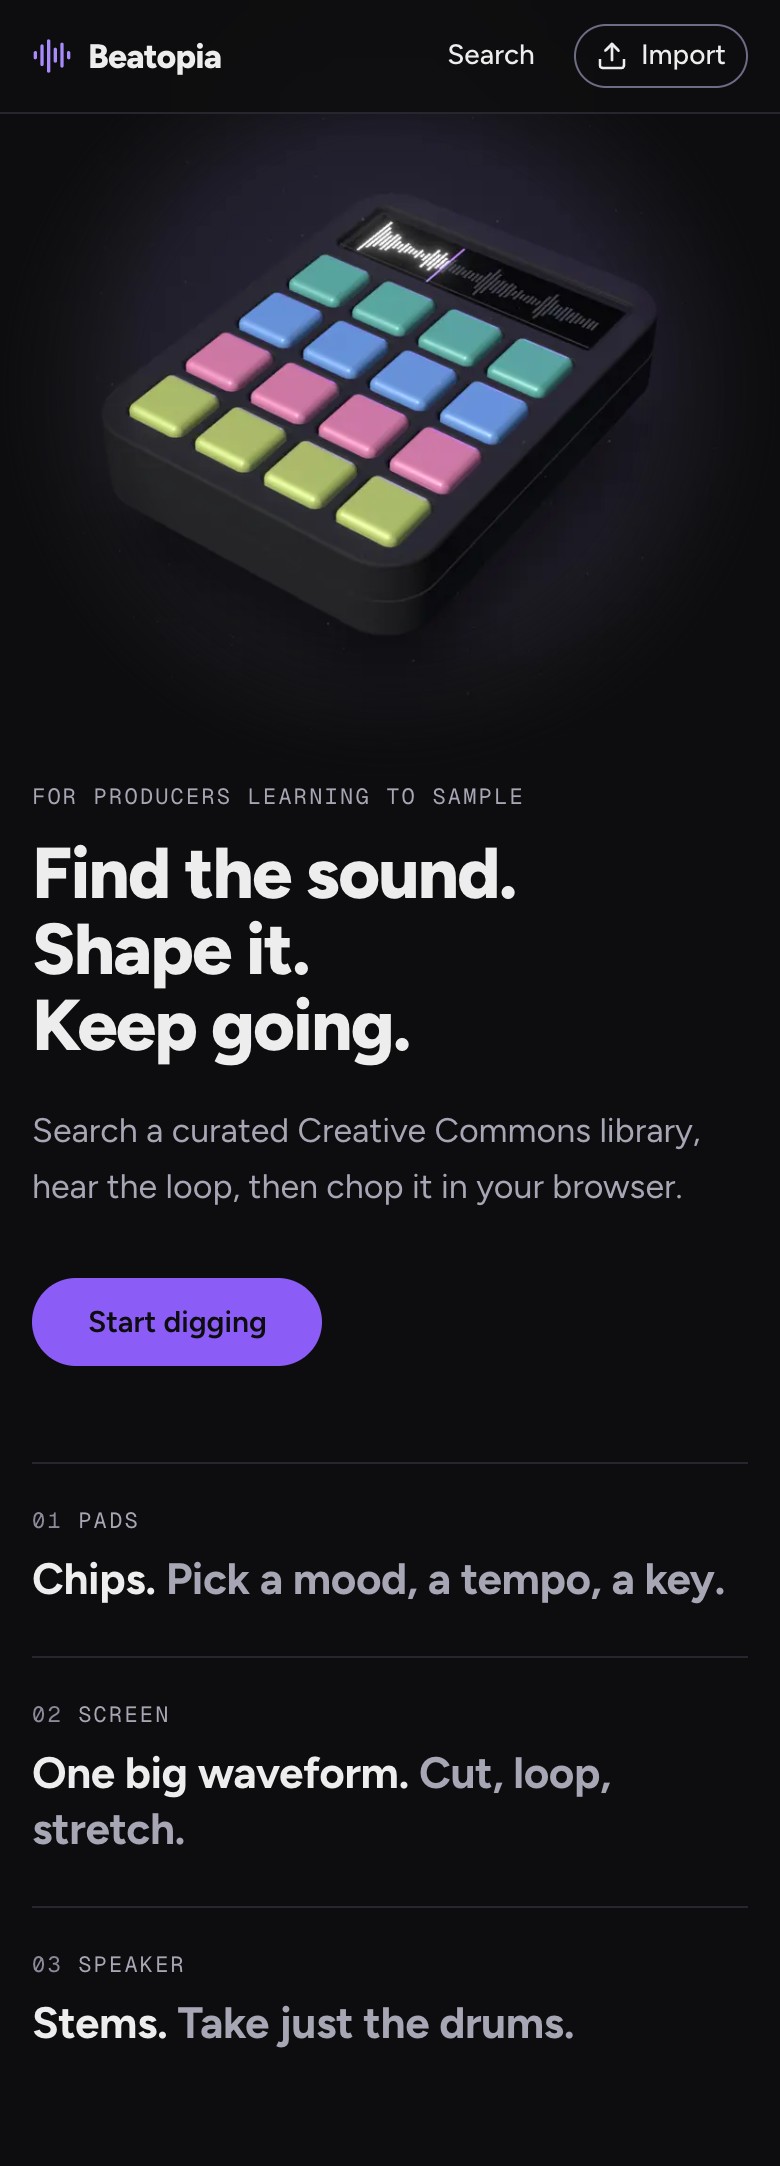 Beatopia
Search
Import
FOR PRODUCERS LEARNING TO SAMPLE
Find the sound.
Shape it.
Keep going.
Search a curated Creative Commons library,
hear the loop, then chop it in your browser.
Start digging
01 PADS
Chips. Pick a mood, a tempo, a key.
02 SCREEN
One big waveform. Cut, loop,
stretch.
03 SPEAKER
Stems. Take just the drums.